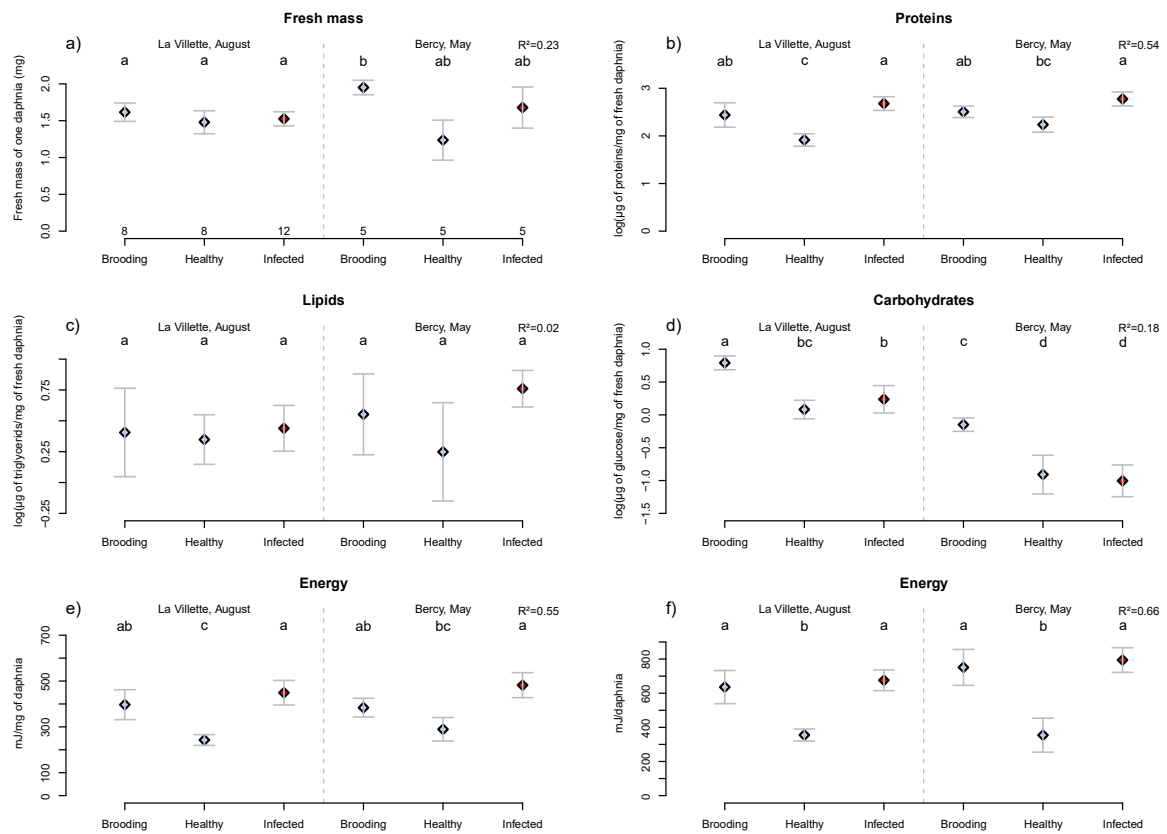 Fresh mass
a)
La Villette, August
Bercy, May
R²=0.23
a a a b ab ab
Fresh mass of one daphnia (mg)
2.0
1.5
1.0
0.5
0.0
8 8 12 5 5 5
Brooding Healthy Infected Brooding Healthy Infected
Proteins
b)
La Villette, August
Bercy, May
R²=0.54
ab c a ab bc a
log(µg of proteins/mg of fresh daphnia)
3
2
1
0
Brooding Healthy Infected Brooding Healthy Infected
Lipids
c)
La Villette, August
Bercy, May
R²=0.02
a a a a a a
log(µg of triglycerids/mg of fresh daphnia)
0.75
0.25
−0.25
Brooding Healthy Infected Brooding Healthy Infected
Carbohydrates
d)
La Villette, August
Bercy, May
R²=0.18
a bc b c d d
log(µg of glucose/mg of fresh daphnia)
1.0
0.5
0.0
−0.5
−1.0
−1.5
Brooding Healthy Infected Brooding Healthy Infected
Energy
e)
La Villette, August
Bercy, May
R²=0.55
ab c a ab bc a
mJ/mg of daphnia
700
500
300
100
0
Brooding Healthy Infected Brooding Healthy Infected
Energy
f)
La Villette, August
Bercy, May
R²=0.66
a b a a b a
mJ/daphnia
800
600
400
200
0
Brooding Healthy Infected Brooding Healthy Infected